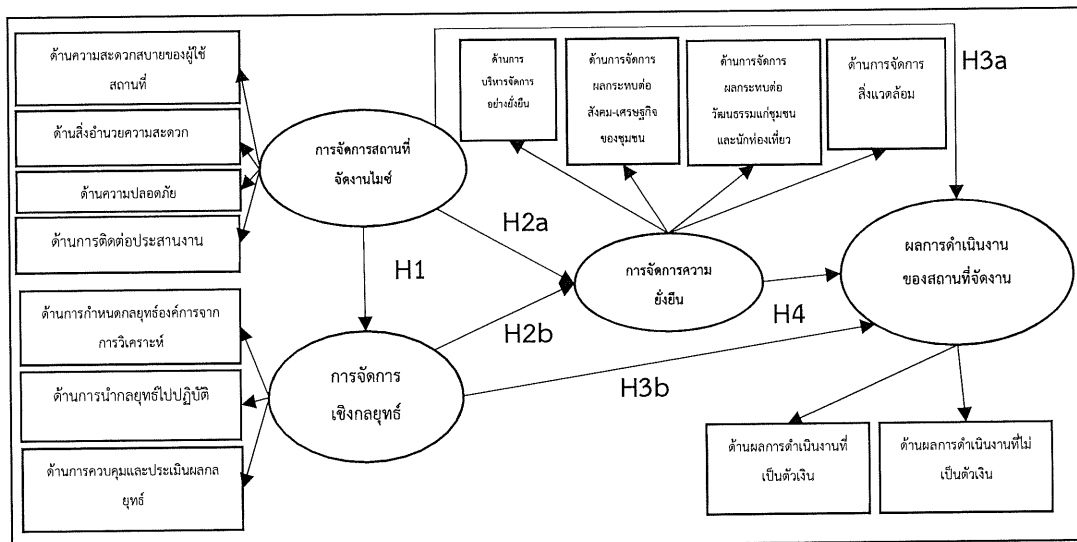 ด้านความสะดวกสบายของผู้ใช้
สถานที่
ด้านสิ่งอำนวยความสะดวก
ด้านความปลอดภัย
ด้านการติดต่อประสานงาน
ด้านการกำหนดกลยุทธ์องค์การจาก
การวิเคราะห์
ด้านการนำกลยุทธ์ไปปฏิบัติ
ด้านการควบคุมและประเมินผลกล
ยุทธ์
การจัดการสถานที่
จัดงานไมซ์
H1
การจัดการ
เชิงกลยุทธ์
H2a
H2b
ด้านการ
บริหารจัดการ
อย่างยั่งยืน
ด้านการจัดการ
ผลกระทบต่อ
สังคม-เศรษฐกิจ
ของชุมชน
ด้านการจัดการ
ผลกระทบต่อ
วัฒนธรรมแก่ชุมชน
และนักท่องเที่ยว
ด้านการจัดการ
สิ่งแวดล้อม
H3a
การจัดการความ
ยั่งยืน
H4
H3b
ผลการดำเนินงาน
ของสถานที่จัดงาน
ด้านผลการดำเนินงานที่
เป็นตัวเงิน
ด้านผลการดำเนินงานที่ไม่
เป็นตัวเงิน